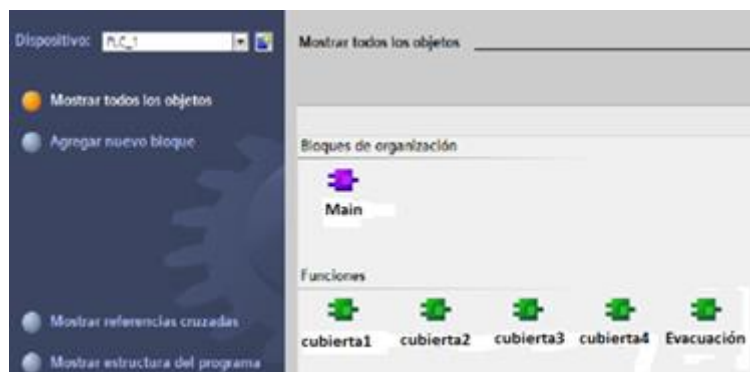 Dispositivo: PLC_1
Mostrar todos los objetos
Mostrar todos los objetos
Agregar nuevo bloque
Bloques de organización
Main
Funciones
cubierta1 cubierta2 cubierta3 cubierta4 Evacuación
Mostrar referencias cruzadas
Mostrar estructura del programa